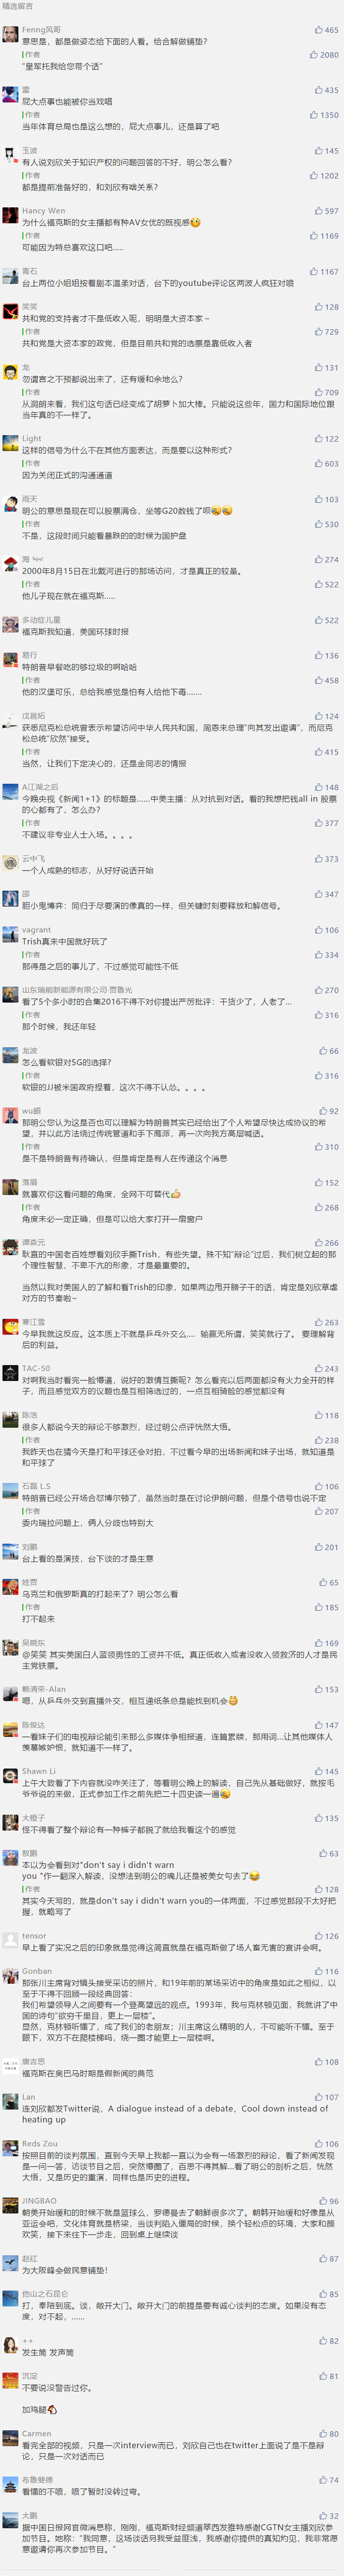 精选留言
Fenng风哥
465
意思是，都是做姿态给下面的人看。给合解做铺垫？
作者
2080
“皇军托我给您带个话”
雷
435
屁大点事也能被你当戏唱
作者
1350
当年体育总局也是这么想的，屁大点事儿，还是算了吧
玉波
145
有人说刘欣关于知识产权的问题回答的不好，明公怎么看？
作者
1202
都是提前准备好的，和刘欣有啥关系？
Hancy Wen
597
为什么福克斯的女主播都有种AV女优的既视感
作者
1169
可能因为特总喜欢这口吧.....
青石
1167
台上两位小姐姐按着剧本温柔对话，台下的youtube评论区两波人疯狂对喷
笑笑
128
共和党的支持者才不是低收入呢，明明是大资本家～
作者
729
共和党是大资本家的政党，但是目前共和党的选票是靠低收入者
龙
131
勿谓言之不预都说出来了，还有缓和余地么？
作者
709
从洞朗来看，我们这句话已经变成了胡萝卜加大棒。只能说这些年，国力和国际地位跟
当年真的不一样了。
Light
122
这样的信号为什么不在其他方面表达，而是要以这种形式？
作者
603
因为关闭正式的沟通通道
雨天
103
明公的意思是现在可以股票满仓，坐等G20数钱了呗
作者
530
不是，这段时间只能看暴跌的的时候为国护盘
274
2000年8月15日在北戴河进行的那场访问，才是真正的较量。
作者
522
他儿子现在就在福克斯.....
多动症儿童
522
福克斯我知道，美国环球时报
易行
136
特朗普早餐吃的够垃圾的啊哈哈
作者
458
他的汉堡可乐，总给我感觉是怕有人给他下毒.......
124
获悉尼克松总统曾表示希望访问中华人民共和国，周恩来总理“向其发出邀请”，而尼克
松总统“欣然”接受。
作者
415
当然，让我们下定决心的，还是金同志的情报
A江湖之后
148
今晚央视《新闻1+1》的标题是......中美主播：从对抗到对话。看的我想把钱all in 股票
的心都有了，怎么办？
作者
377
不建议非专业人士入场。。。。
云中飞
373
一个人成熟的标志，从好好说话开始
邵
347
胆小鬼博弈：同归于尽要演的像真的一样，但关键时刻要释放和解信号。
vagrant
106
Trish真来中国就好玩了
作者
334
那得是之后的事儿了，不过感觉可能性不低
山东瑞能新能源有限公司-贾鲁光
270
看了5个多小时的合集2016不得不对你提出严厉批评：干货少了，人老了...
作者
316
那个时候，我还年轻
龙波
66
怎么看软银对5G的选择？
作者
316
软银的JJ被米国政府捏着，这次不得不认怂。。。。
92
那明公您认为这是否也可以理解为特朗普其实已经给出了个人希望尽快达成协议的希
望，并以此方法绕过传统管道和手下鹰派，再一次向我方高层喊话。
作者
310
是不是特朗普有待确认，但是肯定是有人在传递这个消息
落眉
152
就喜欢你这看问题的角度，全网不可替代
作者
268
角度未必一定正确，但是可以给大家打开一扇窗户
谭森元
266
耿直的中国老百姓想看刘欣手撕Trish，有些失望。殊不知“辩论”过后，我们树立起的那
个理性智慧、不卑不亢的形象，才是最重要的。
当然以我对美国人的了解和看Trish的印象，如果两边甩开膀子干的话，肯定是刘欣草虐
对方的节奏啦~
寒江雪
263
今早我就这反应。这本质上不就是乒乓外交么.... 输赢无所谓，笑笑就行了。 要理解背
后的利益。
TAC-50
243
对啊我当时看完一脸懵逼，说好的激情互撕呢？怎么看完以后两面都没有火力全开的样
子，而且感觉双方的议题也是互相筛选过的，一点互相骑脸的感觉都没有
陈浩
118
很多人都说今天的辩论不够激烈，经过明公点评恍然大悟。
作者
238
我昨天也在猜今天是打和平球还会对拍，不过看今早的出场新闻和妹子出场，就知道是
和平球了
石磊 L.S
106
特朗普已经公开场合怼博尔顿了，虽然当时是在讨论伊朗问题，但是个信号也说不定
作者
207
委内瑞拉问题上，俩人分歧也特别大
刘鹏
201
台上看的是演技，台下谈的才是生意
姓贾
65
乌克兰和俄罗斯真的打起来了？明公怎么看
作者
185
打不起来
吴晓东
169
@笑笑 其实美国白人蓝领男性的工资并不低。真正低收入或者没收入领救济的人才是民
主党铁票。
顾清荣-Alan
153
嗯，从乒乓外交到直播外交，相互递纸条总是能找到机会
陈俊达
147
一看妹子们的电视辩论能引来那么多媒体争相报道，连篇累牍，那用词...让其他媒体人
羡慕嫉妒恨，就知道不一样了。
Shawn Li
145
上午大致看了下内容就没咋关注了，等着明公晚上的解读，自己先从基础做好，就按毛
爷爷说的来做，正式参加工作之前先把二十四史读一遍
大橙子
135
怪不得看了整个辩论有一种裤子都脱了就给我看这个的感觉
敖鹏
63
本以为会看到对“don't say i didn't warn
you ”作一翻深入解读，没想法到明公的魂儿还是被美女勾去了
作者
128
其实今天写的，就是don't say i didn't warn you的一体两面，不过感觉那段不太好把
握，就略写了
tensor
126
早上看了实况之后的印象就是觉得这简直就是在福克斯做了场人畜无害的宣讲会啊。
Gonban
116
那张川主席背对镜头接受采访的照片，和19年前的某场采访中的角度是如此之相似，以
至于不得不回顾一段经典回答：
我们希望领导人之间要有一个登高望远的观点。1993年，我与克林顿见面，我就讲了中
国的诗句“欲穷千里目，更上一层楼”。
显然，克林顿听懂了，成了我们的老朋友；川主席这么精明的人，不可能听不懂。至于
眼下，双方不在爬楼梯吗，绕一圈才能更上一层楼啊。
唐吉思
108
福克斯在奥巴马时期是假新闻的典范
Lan
107
连刘欣都发Twitter说，A dialogue instead of a debate，Cool down instead of
heating up
Reds Zou
106
按照目前的谈判氛围，直到今天早上我都一直以为会有一场激烈的辩论，看了新闻发现
是一问一答，访谈节目之后，突然懵圈了，百思不得其解...看了明公的剖析之后，恍然
大悟，又是历史的重演，同样也是历史的进程。
JINGBAO
96
朝美开始缓和的时候不就是篮球么，罗德曼去了朝鲜很多次了。朝韩开始缓和好像是从
亚运会吧，文化体育就是桥梁，当谈判陷入僵局的时候，换个轻松点的环境，大家和颜
欢笑，接下来往下一步走，回到桌上继续谈
赵红
87
为大阪峰会做民意铺垫！
他山之石昆仑
85
打，奉陪到底。谈，敞开大门。敞开大门的前提是要有诚心谈判的态度。如果没有态
度，对不起，......
++
82
发生简 发声筒
沉淀
81
不要说没警告过你。
加鸡腿
Carmen
80
看完全部的视频，只是一次interview而已，刘欣自己也在twitter上面说了是不是辩
论，只是一次对话而已
布鲁斐德
74
看懂的不喷，喷了暂时没转过弯。
大鹏
32
据中国日报网官微消息称，刚刚，福克斯财经频道翠西发推特感谢CGTN女主播刘欣参
加节目。她称：“我同意，这场谈话另我受益匪浅，我感谢你提供的真知灼见，我非常愿
意邀请你再次参加节目。”